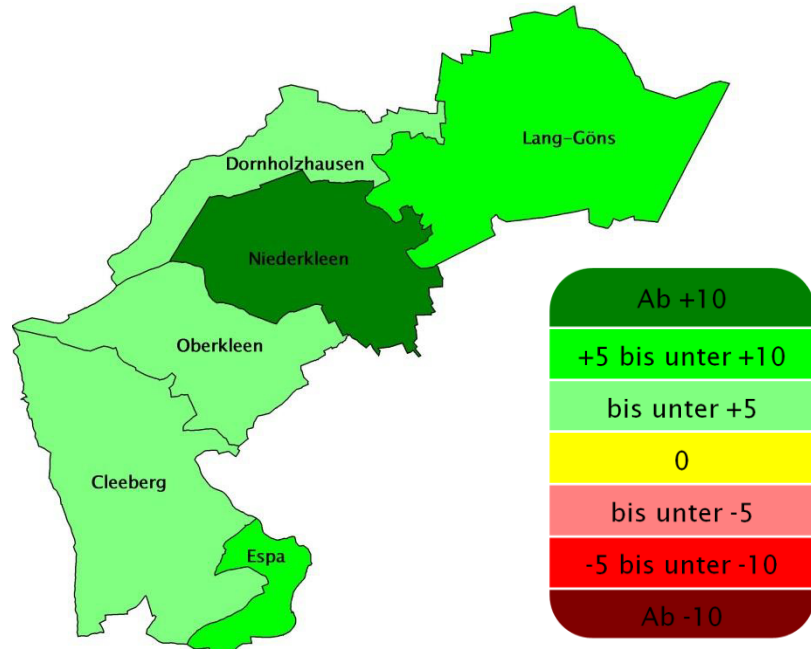 Lang-Göns
Dornholzhausen
Niederkleen
Oberkleen
Cleeberg
Espa
Ab +10
+5 bis unter +10
bis unter +5
0
bis unter -5
-5 bis unter -10
Ab -10